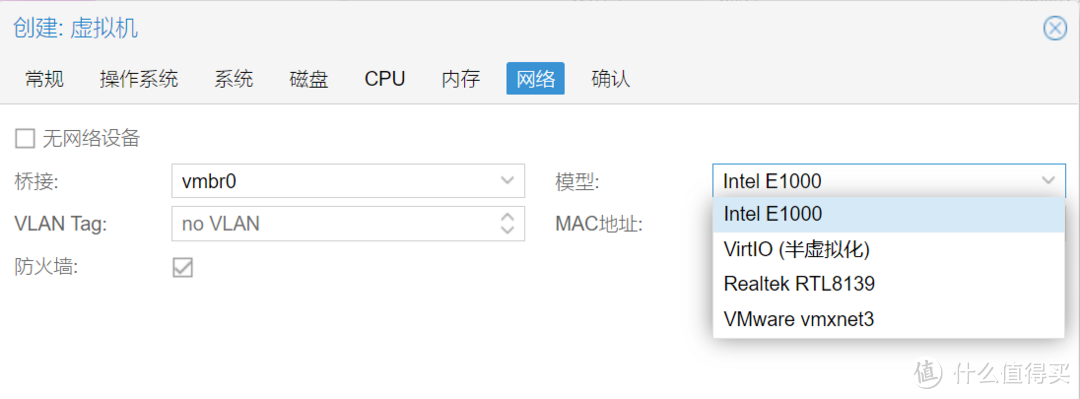 创建: 虚拟机
常规 操作系统 系统 磁盘 CPU 内存 网络 确认
无网络设备
桥接: vmbr0 模型: Intel E1000
VLAN Tag: no VLAN MAC地址: Intel E1000
防火墙: VirtIO (半虚拟化)
Realtek RTL8139
VMware vmxnet3
值 什么值得买